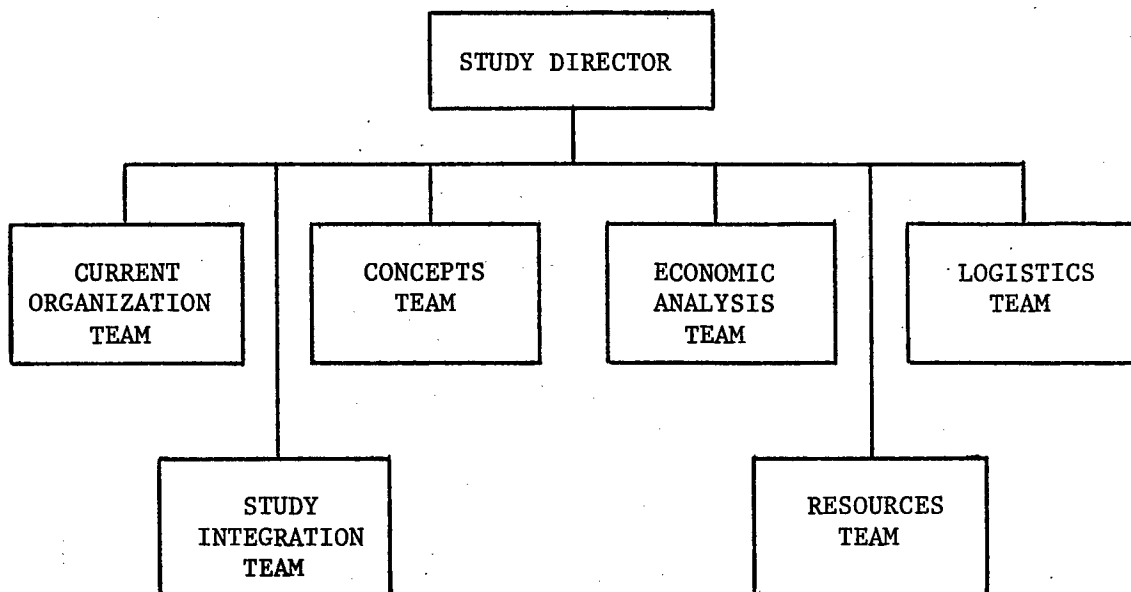 STUDY DIRECTOR
CURRENT
ORGANIZATION
TEAM
CONCEPTS
TEAM
ECONOMIC
ANALYSIS
TEAM
LOGISTICS
TEAM
STUDY
INTEGRATION
TEAM
RESOURCES
TEAM